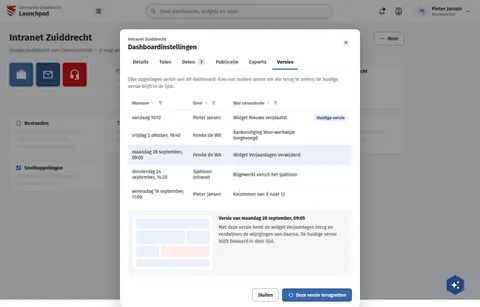 Gemeente Zuiddrecht
Launchpad
Zoek dashboards, widgets en apps
Pieter Jansen
Intranet Zuiddrecht
Meer
Bestanden
Snelkoppelingen
Intranet Zuiddrecht
Dashboardinstellingen
Details
Talen
Delen 3
Publicatie
Exports
Versies
Elke opgeslagen versie van dit dashboard. Kies een oudere versie om die terug te zetten; de huidige
versie blijft in de lijst.
Wanneer
Door
Wat veranderde
vandaag 10:12
Pieter Jansen
Widget Nieuws verplaatst
Huidige versie
vrijdag 2 oktober, 16:40
Femke de Wit
Aankondiging Woo-werkwijze
toegevoegd
maandag 28 september,
09:05
Femke de Wit
Widget Verjaardagen verwijderd
donderdag 24
september, 14:20
Sjabloon
Intranet
Bijgewerkt vanuit het sjabloon
woensdag 16 september,
11:00
Pieter Jansen
Kolommen van 8 naar 12
Versie van maandag 28 september, 09:05
Met deze versie komt de widget Verjaardagen terug en
verdwijnen de wijzigingen van daarna. De huidige versie
blijft bewaard in deze lijst.
Sluiten
Deze versie terugzetten